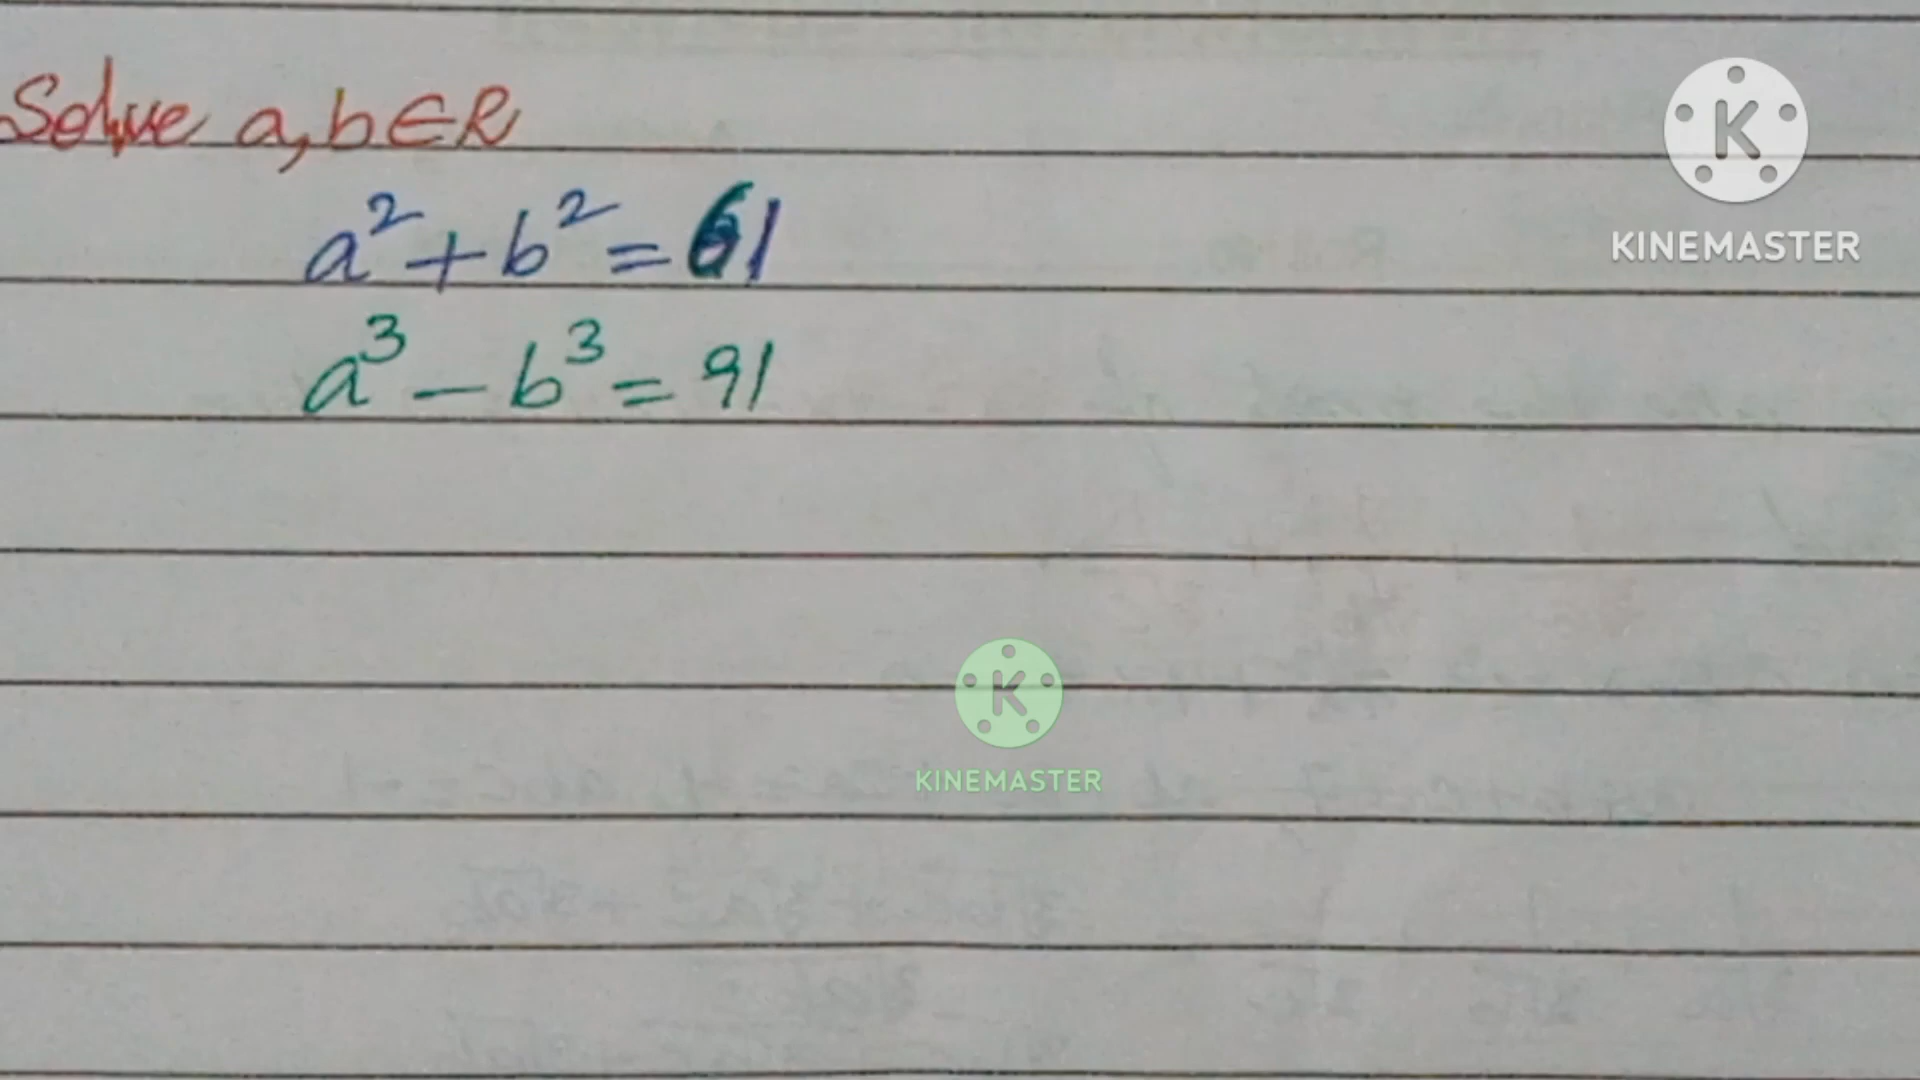 Solve a, b ∈ R
a² + b² = 61
a³ − b³ = 91
KINEMASTER
KINEMASTER